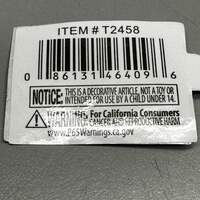 ITEM # T2458
0 86131 46409 6
NOTICE: THIS IS A DECORATIVE ARTICLE, NOT A TOY OR
INTENDED FOR USE BY A CHILD UNDER 14.
WARNING: For California Consumers
CANCER AND REPRODUCTIVE HARM
P65Warnings.ca.gov